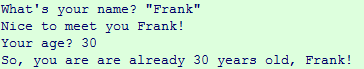 What's your name? "Frank"
Nice to meet you Frank!
Your age? 30
So, you are are already 30 years old, Frank!